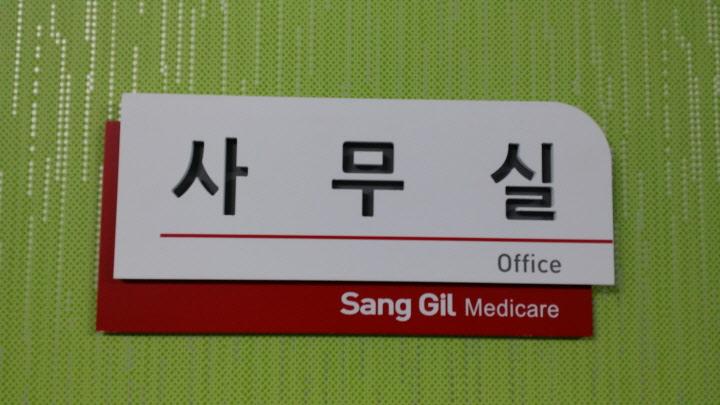 사 무 실
Office
Sang Gil Medicare